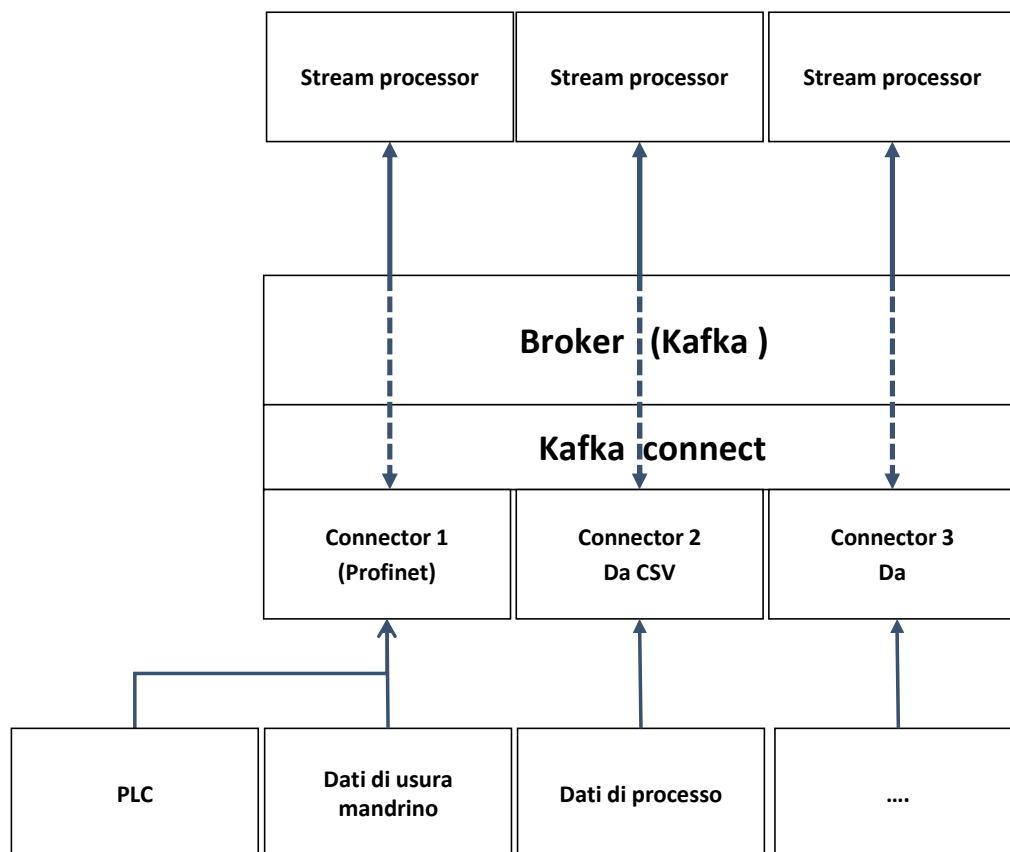 Stream processor
Stream processor
Stream processor
Broker (Kafka )
Kafka connect
Connector 1
(Profinet)
Connector 2
Da CSV
Connector 3
Da
PLC
Dati di usura
mandrino
Dati di processo
....